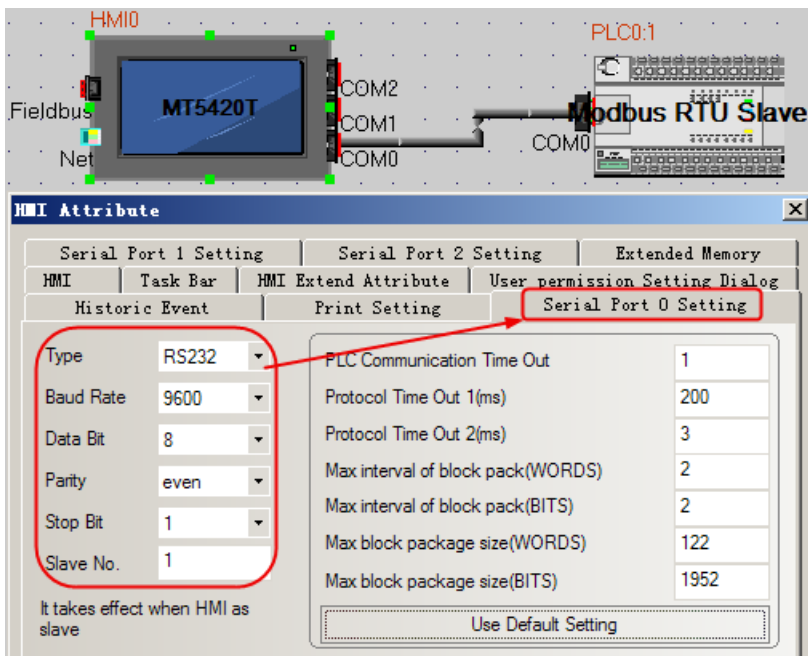 HMI0
PLC0:1
COM2
Fieldbus
MT5420T
COM1
Modbus RTU Slave
COM0
Net
COM0
HMI Attribute
Serial Port 1 Setting Serial Port 2 Setting Extended Memory
HMI Task Bar HMI Extend Attribute User permission Setting Dialog
Historic Event Print Setting Serial Port 0 Setting
Type RS232 PLC Communication Time Out 1
Baud Rate 9600 Protocol Time Out 1(ms) 200
Data Bit 8 Protocol Time Out 2(ms) 3
Parity even Max interval of block pack(WORDS) 2
Stop Bit 1 Max interval of block pack(BITS) 2
Slave No. 1 Max block package size(WORDS) 122
Max block package size(BITS) 1952
It takes effect when HMI as
slave
Use Default Setting